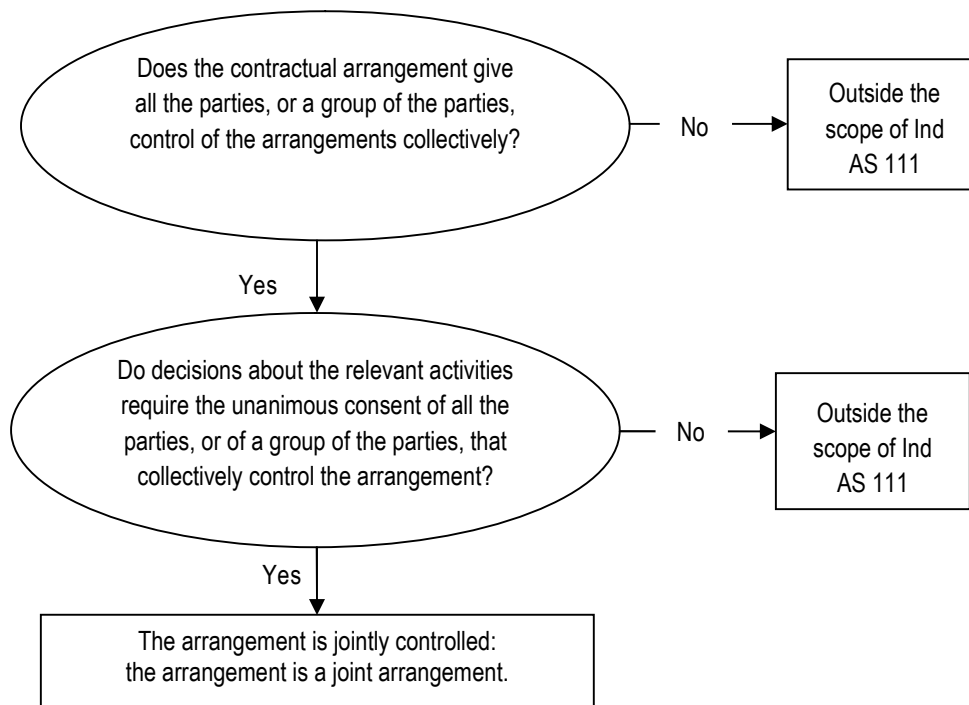 Does the contractual arrangement give
all the parties, or a group of the parties,
control of the arrangements collectively?
No
Outside the
scope of Ind
AS 111
Yes
Do decisions about the relevant activities
require the unanimous consent of all the
parties, or of a group of the parties, that
collectively control the arrangement?
No
Outside the
scope of Ind
AS 111
Yes
The arrangement is jointly controlled:
the arrangement is a joint arrangement.